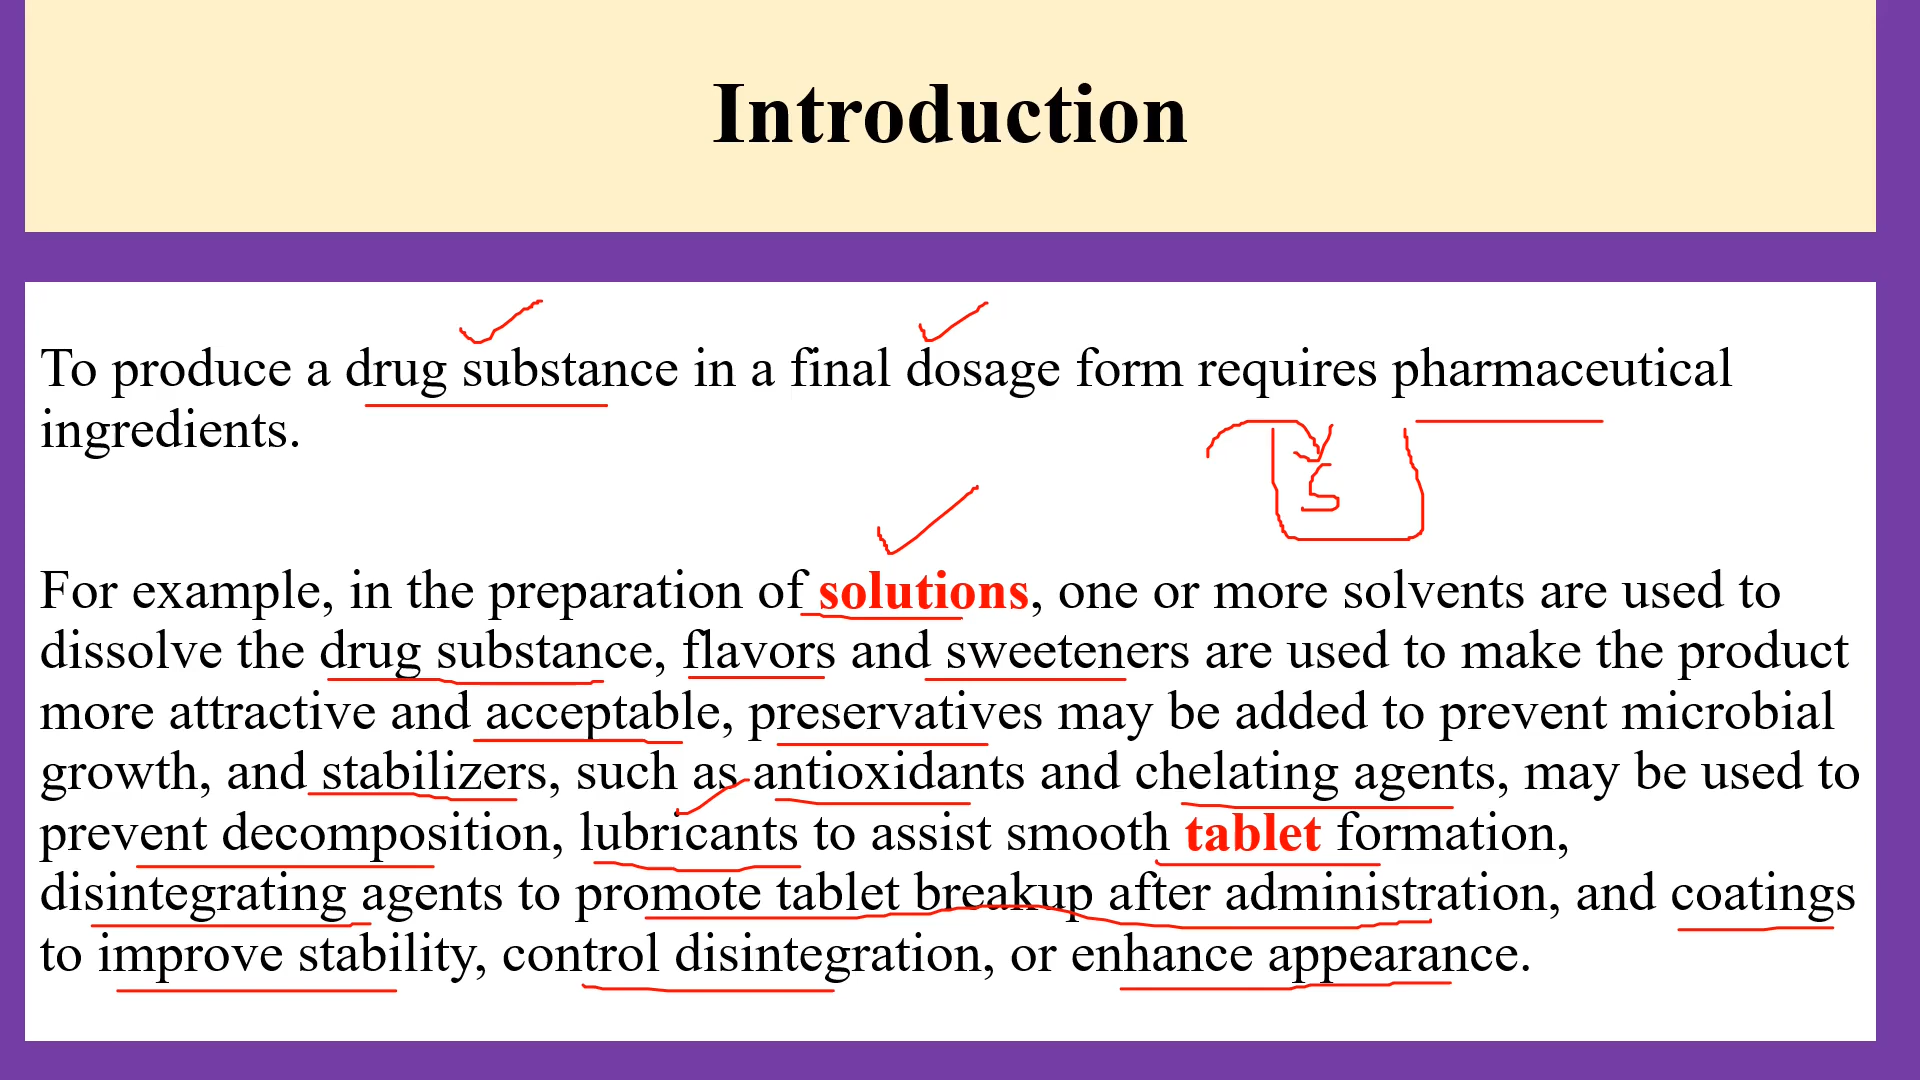 Introduction
To produce a drug substance in a final dosage form requires pharmaceutical
ingredients.
For example, in the preparation of solutions, one or more solvents are used to
dissolve the drug substance, flavors and sweeteners are used to make the product
more attractive and acceptable, preservatives may be added to prevent microbial
growth, and stabilizers, such as antioxidants and chelating agents, may be used to
prevent decomposition, lubricants to assist smooth tablet formation,
disintegrating agents to promote tablet breakup after administration, and coatings
to improve stability, control disintegration, or enhance appearance.